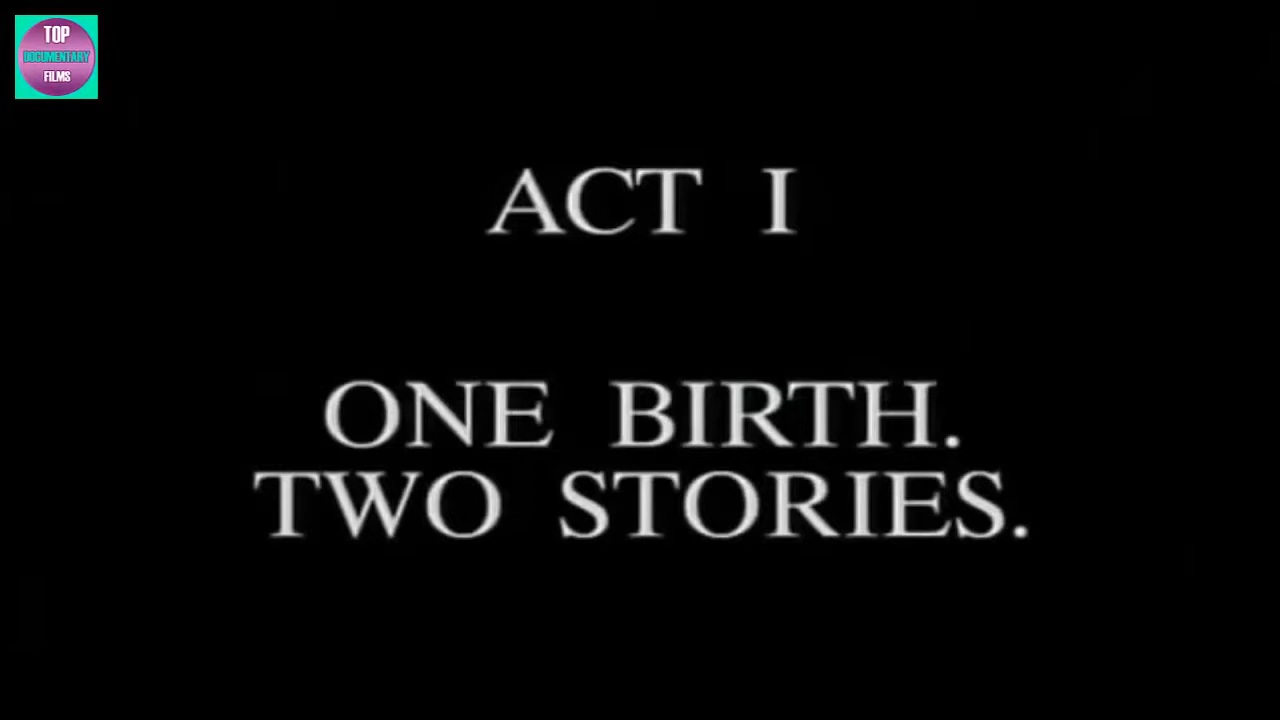 TOP
DOCUMENTARY
FILMS
ACT I
ONE BIRTH.
TWO STORIES.